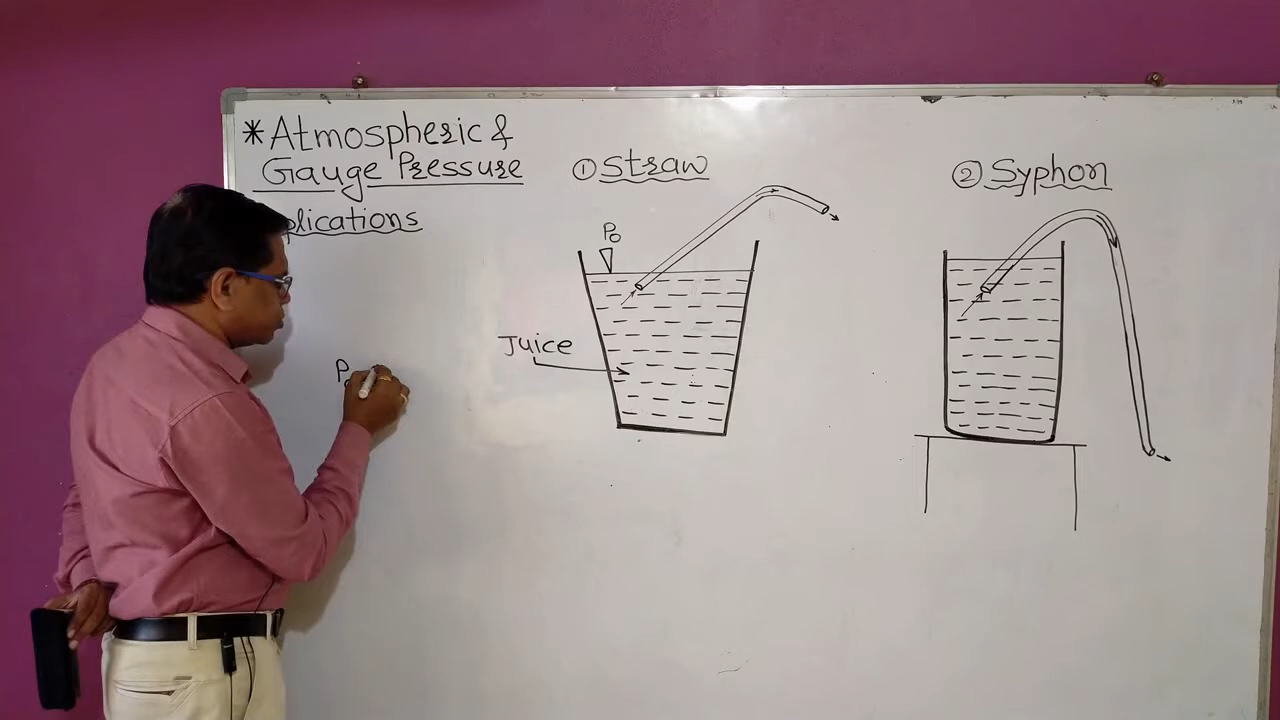 *Atmospheric &
Gauge Pressure
plications
① Straw
② Syphon
P₀
Juice
P